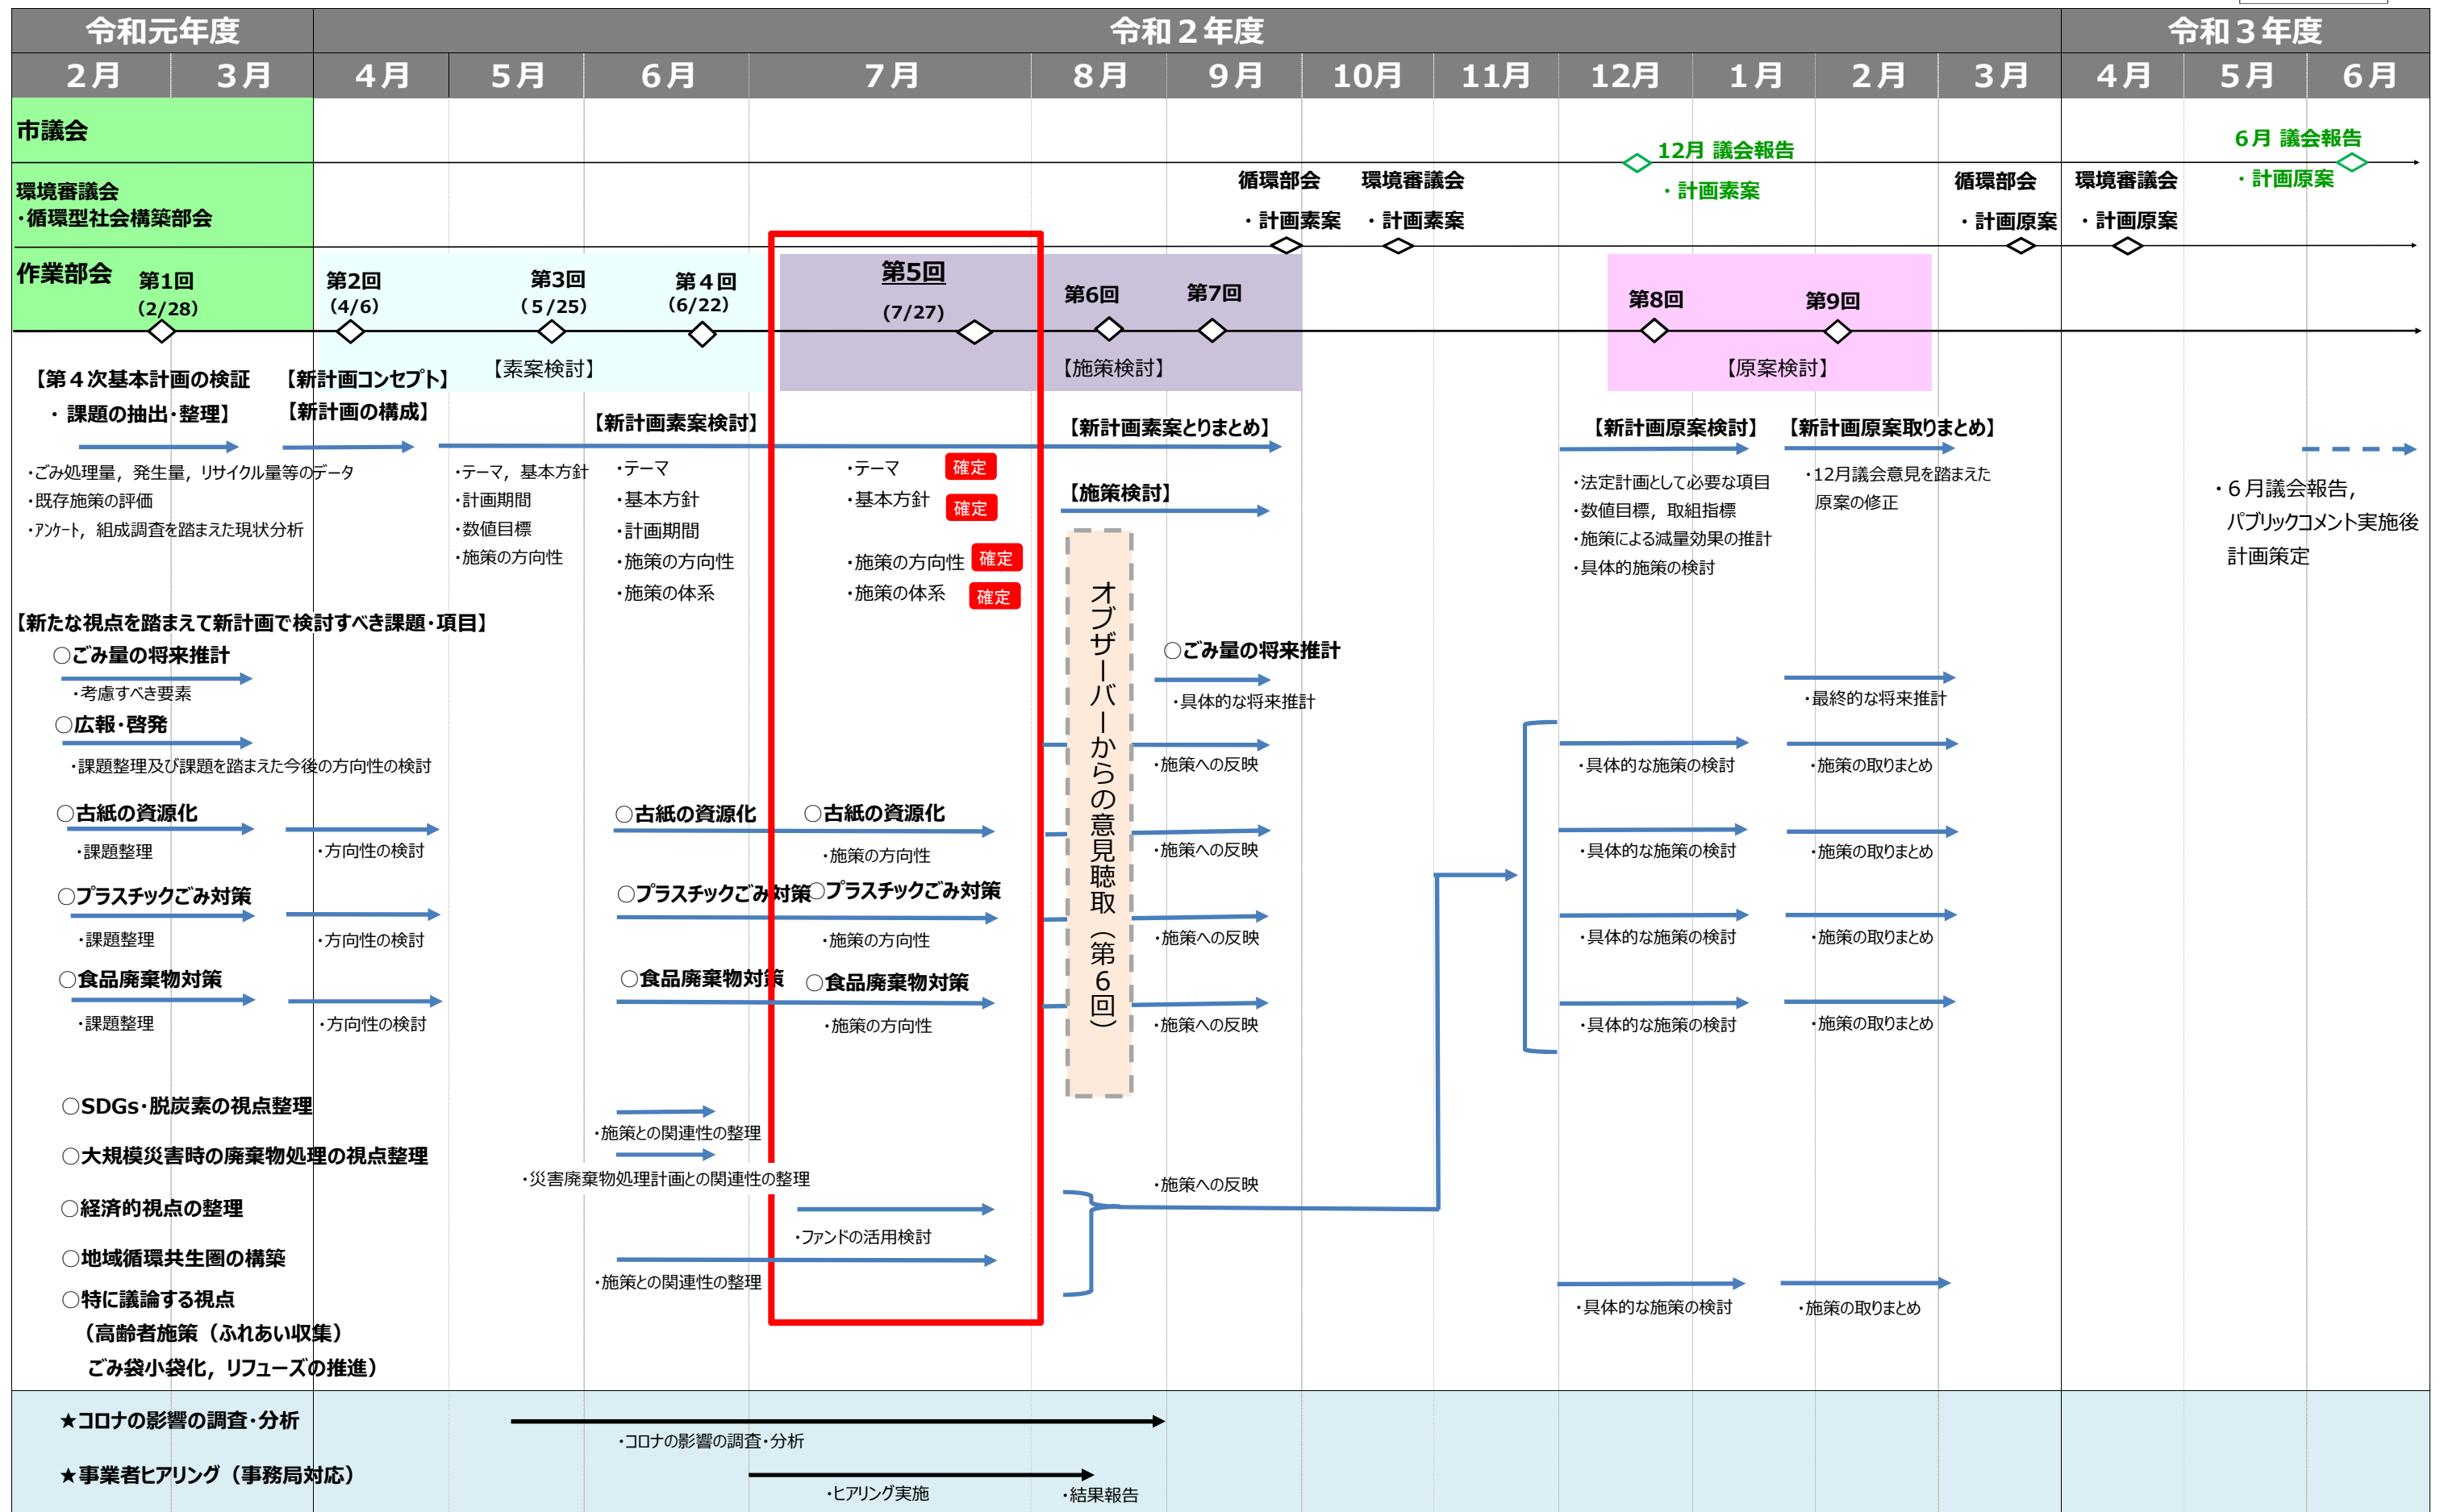 令和元年度
令和２年度
令和３年度
２月
３月
４月
５月
６月
７月
８月
９月
10月
11月
12月
１月
２月
３月
４月
５月
６月
市議会
12月 議会報告
・計画素案
６月 議会報告
・計画原案
環境審議会
・循環型社会構築部会
循環部会
・計画素案
環境審議会
・計画素案
循環部会
・計画原案
環境審議会
・計画原案
作業部会
第1回
（2/28）
第2回
（4/6）
第3回
（５/25）
第４回
（6/22）
第5回
（7/27）
第6回
第7回
第8回
第9回
【素案検討】
【施策検討】
【原案検討】
【第４次基本計画の検証
・課題の抽出・整理】
・ごみ処理量，発生量，リサイクル量等のデータ
・既存施策の評価
・アンケート，組成調査を踏まえた現状分析
【新計画コンセプト】
【新計画の構成】
・テーマ，基本方針
・計画期間
・数値目標
・施策の方向性
【新計画素案検討】
・テーマ
・基本方針
・計画期間
・施策の方向性
・施策の体系
・テーマ 確定
・基本方針 確定
・施策の方向性 確定
・施策の体系 確定
【新計画素案とりまとめ】
【施策検討】
【新計画原案検討】
・法定計画として必要な項目
・数値目標，取組指標
・施策による減量効果の推計
・具体的施策の検討
【新計画原案取りまとめ】
・12月議会意見を踏まえた
原案の修正
・６月議会報告，
パブリックコメント実施後
計画策定
オブザーバーからの意見聴取（第６回）
【新たな視点を踏まえて新計画で検討すべき課題・項目】
○ごみ量の将来推計
・考慮すべき要素
○ごみ量の将来推計
・具体的な将来推計
・最終的な将来推計
○広報・啓発
・課題整理及び課題を踏まえた今後の方向性の検討
・施策への反映
・具体的な施策の検討
・施策の取りまとめ
○古紙の資源化
・課題整理
・方向性の検討
○古紙の資源化
○古紙の資源化
・施策の方向性
・施策への反映
・具体的な施策の検討
・施策の取りまとめ
○プラスチックごみ対策
・課題整理
・方向性の検討
○プラスチックごみ対策
○プラスチックごみ対策
・施策の方向性
・施策への反映
・具体的な施策の検討
・施策の取りまとめ
○食品廃棄物対策
・課題整理
・方向性の検討
○食品廃棄物対策
○食品廃棄物対策
・施策の方向性
・施策への反映
・具体的な施策の検討
・施策の取りまとめ
○SDGs・脱炭素の視点整理
・施策との関連性の整理
○大規模災害時の廃棄物処理の視点整理
・災害廃棄物処理計画との関連性の整理
○経済的視点の整理
・ファンドの活用検討
・施策への反映
○地域循環共生圏の構築
・施策との関連性の整理
○特に議論する視点
（高齢者施策（ふれあい収集）
ごみ袋小袋化，リフューズの推進）
・具体的な施策の検討
・施策の取りまとめ
★コロナの影響の調査・分析
・コロナの影響の調査・分析
★事業者ヒアリング（事務局対応）
・ヒアリング実施
・結果報告